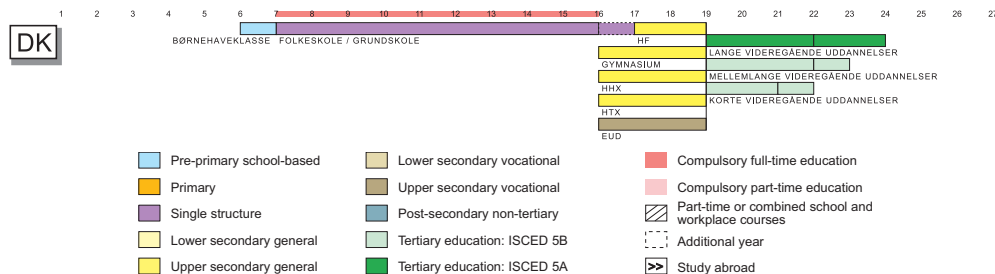 1 2 3 4 5 6 7 8 9 10 11 12 13 14 15 16 17 18 19 20 21 22 23 24 25 26 27
DK
BØRNEHAVEKLASSE FOLKESKOLE / GRUNDSKOLE HF
LANGE VIDEREGÅENDE UDDANNELSER
GYMNASIUM
MELLEMLANGE VIDEREGÅENDE UDDANNELSER
HHX
KORTE VIDEREGÅENDE UDDANNELSER
HTX
EUD
Pre-primary school-based
Primary
Single structure
Lower secondary general
Upper secondary general
Lower secondary vocational
Upper secondary vocational
Post-secondary non-tertiary
Tertiary education: ISCED 5B
Tertiary education: ISCED 5A
Compulsory full-time education
Compulsory part-time education
Part-time or combined school and
workplace courses
Additional year
>> Study abroad